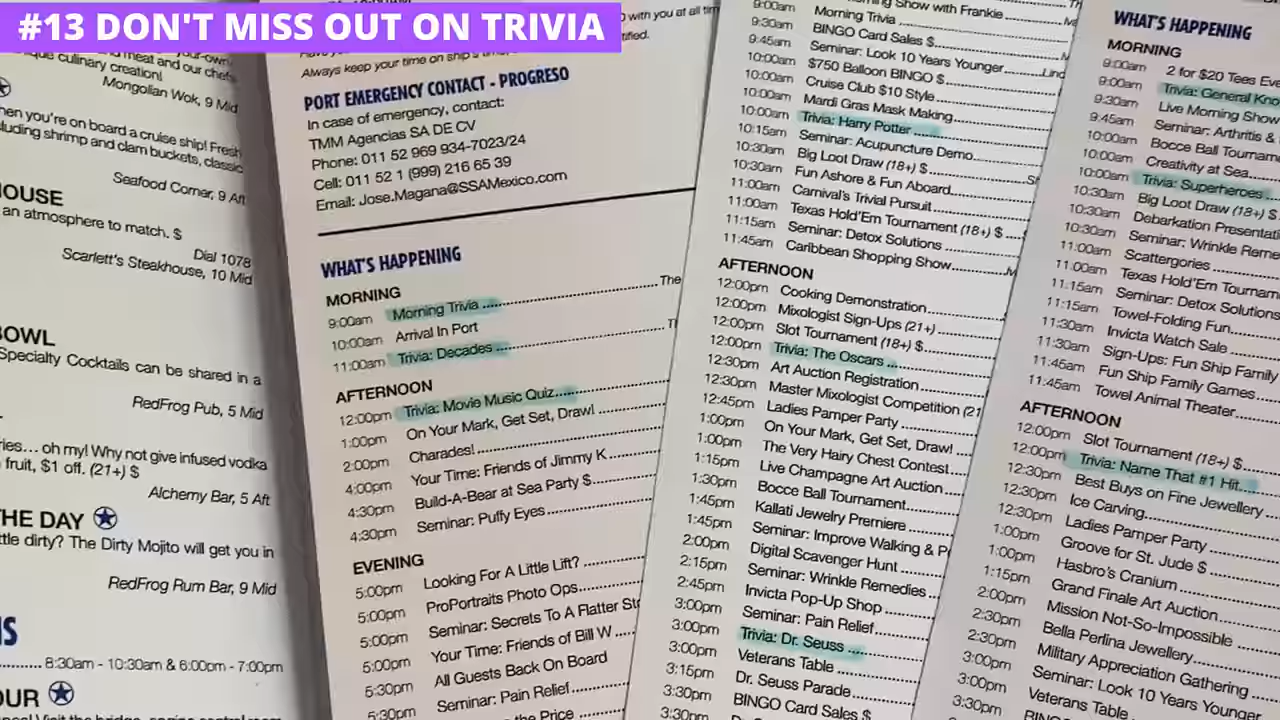 #13 DON'T MISS OUT ON TRIVIA
meat and our chefs
que culinary creation!
Mongolian Wok, 9 Mid
hen you're on board a cruise ship! Fresh
luding shrimp and clam buckets, classic
Seafood Corner, 9 Aft
HOUSE
an atmosphere to match. $
Dial 1078
Scarlett's Steakhouse, 10 Mid
BOWL
Specialty Cocktails can be shared in a
RedFrog Pub, 5 Mid
ries... oh my! Why not give infused vodka
fruit, $1 off. (21+) $
Alchemy Bar, 5 Aft
THE DAY
ttle dirty? The Dirty Mojito will get you in
RedFrog Rum Bar, 9 Mid
8:30am - 10:30am & 6:00pm - 7:00pm
OUR
with you at all tim
Always keep your time on ship's
PORT EMERGENCY CONTACT - PROGRESO
In case of emergency, contact:
TMM Agencias SA DE CV
Phone: 011 52 969 934-7023/24
Cell: 011 52 1 (999) 216 65 39
Email: Jose.Magana@SSAMexico.com
WHAT'S HAPPENING
MORNING
9:00am Morning Trivia ..... The
10:00am Arrival In Port
11:00am Trivia: Decades
AFTERNOON
12:00pm Trivia: Movie Music Quiz.....
1:00pm On Your Mark, Get Set, Draw!
2:00pm Charades!
4:00pm Your Time: Friends of Jimmy K
4:30pm Build-A-Bear at Sea Party $
4:30pm Seminar: Puffy Eyes
EVENING
5:00pm Looking For A Little Lift?
5:00pm ProPortraits Photo Ops
5:00pm Seminar: Secrets To A Flatter St
5:00pm Your Time: Friends of Bill W
5:30pm All Guests Back On Board
5:30pm Seminar: Pain Relief
the Price
9:00am Show with Frankie
9:30am Morning Trivia
9:45am BINGO Card Sales $
10:00am Seminar: Look 10 Years Younger
10:00am $750 Balloon BINGO $
10:00am Cruise Club $10 Style
10:00am Mardi Gras Mask Making
10:15am Trivia: Harry Potter
10:30am Seminar: Acupuncture Demo
10:30am Big Loot Draw (18+) $
11:00am Fun Ashore & Fun Aboard
11:00am Carnival's Trivial Pursuit
11:15am Texas Hold'Em Tournament (18+) $
11:45am Seminar: Detox Solutions
Caribbean Shopping Show
AFTERNOON
12:00pm Cooking Demonstration
12:00pm Mixologist Sign-Ups (21+)
12:00pm Slot Tournament (18+) $
12:00pm Trivia: The Oscars
12:30pm Art Auction Registration
12:30pm Master Mixologist Competition (21
12:45pm Ladies Pamper Party
1:00pm On Your Mark, Get Set, Draw!
1:00pm The Very Hairy Chest Contest
1:15pm Live Champagne Art Auction
1:30pm Bocce Ball Tournament
1:45pm Kallati Jewelry Premiere
1:45pm Seminar: Improve Walking & P
2:00pm Digital Scavenger Hunt
2:15pm Seminar: Wrinkle Remedies
2:45pm Invicta Pop-Up Shop
3:00pm Seminar: Pain Relief
3:00pm Trivia: Dr. Seuss
3:15pm Veterans Table
3:30pm Dr. Seuss Parade
3:30pm BINGO Card Sales $
WHAT'S HAPPENING
MORNING
9:00am 2 for $20 Tees Eve
9:00am Trivia: General Kno
9:30am Live Morning Show
9:45am Seminar: Arthritis &
10:00am Bocce Ball Tournam
10:00am Creativity at Sea
10:00am Trivia: Superheroes
10:30am Big Loot Draw (18+) $
10:30am Debarkation Presentati
10:30am Seminar: Wrinkle Reme
11:00am Scattergories
11:00am Texas Hold'Em Tournam
11:15am Seminar: Detox Solutions
11:15am Towel-Folding Fun
11:30am Invicta Watch Sale
11:30am Sign-Ups: Fun Ship Family
11:45am Fun Ship Family Games
11:45am Towel Animal Theater
AFTERNOON
12:00pm Slot Tournament (18+) $
12:00pm Trivia: Name That #1 Hit
12:30pm Best Buys on Fine Jewellery
12:30pm Ice Carving
12:30pm Ladies Pamper Party
1:00pm Groove for St. Jude $
1:00pm Hasbro's Cranium
1:15pm Grand Finale Art Auction
2:00pm Mission Not-So-Impossible
2:30pm Bella Perlina Jewellery
2:30pm Military Appreciation Gathering
3:00pm Seminar: Look 10 Years Younger
3:00pm Veterans Table
3:30pm